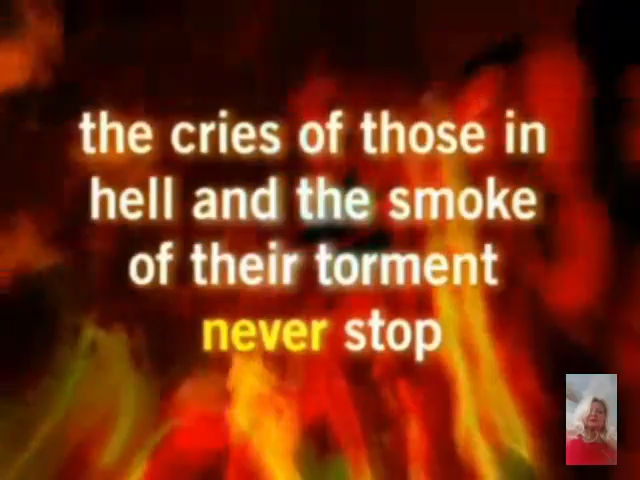 the cries of those in
hell and the smoke
of their torment
never stop